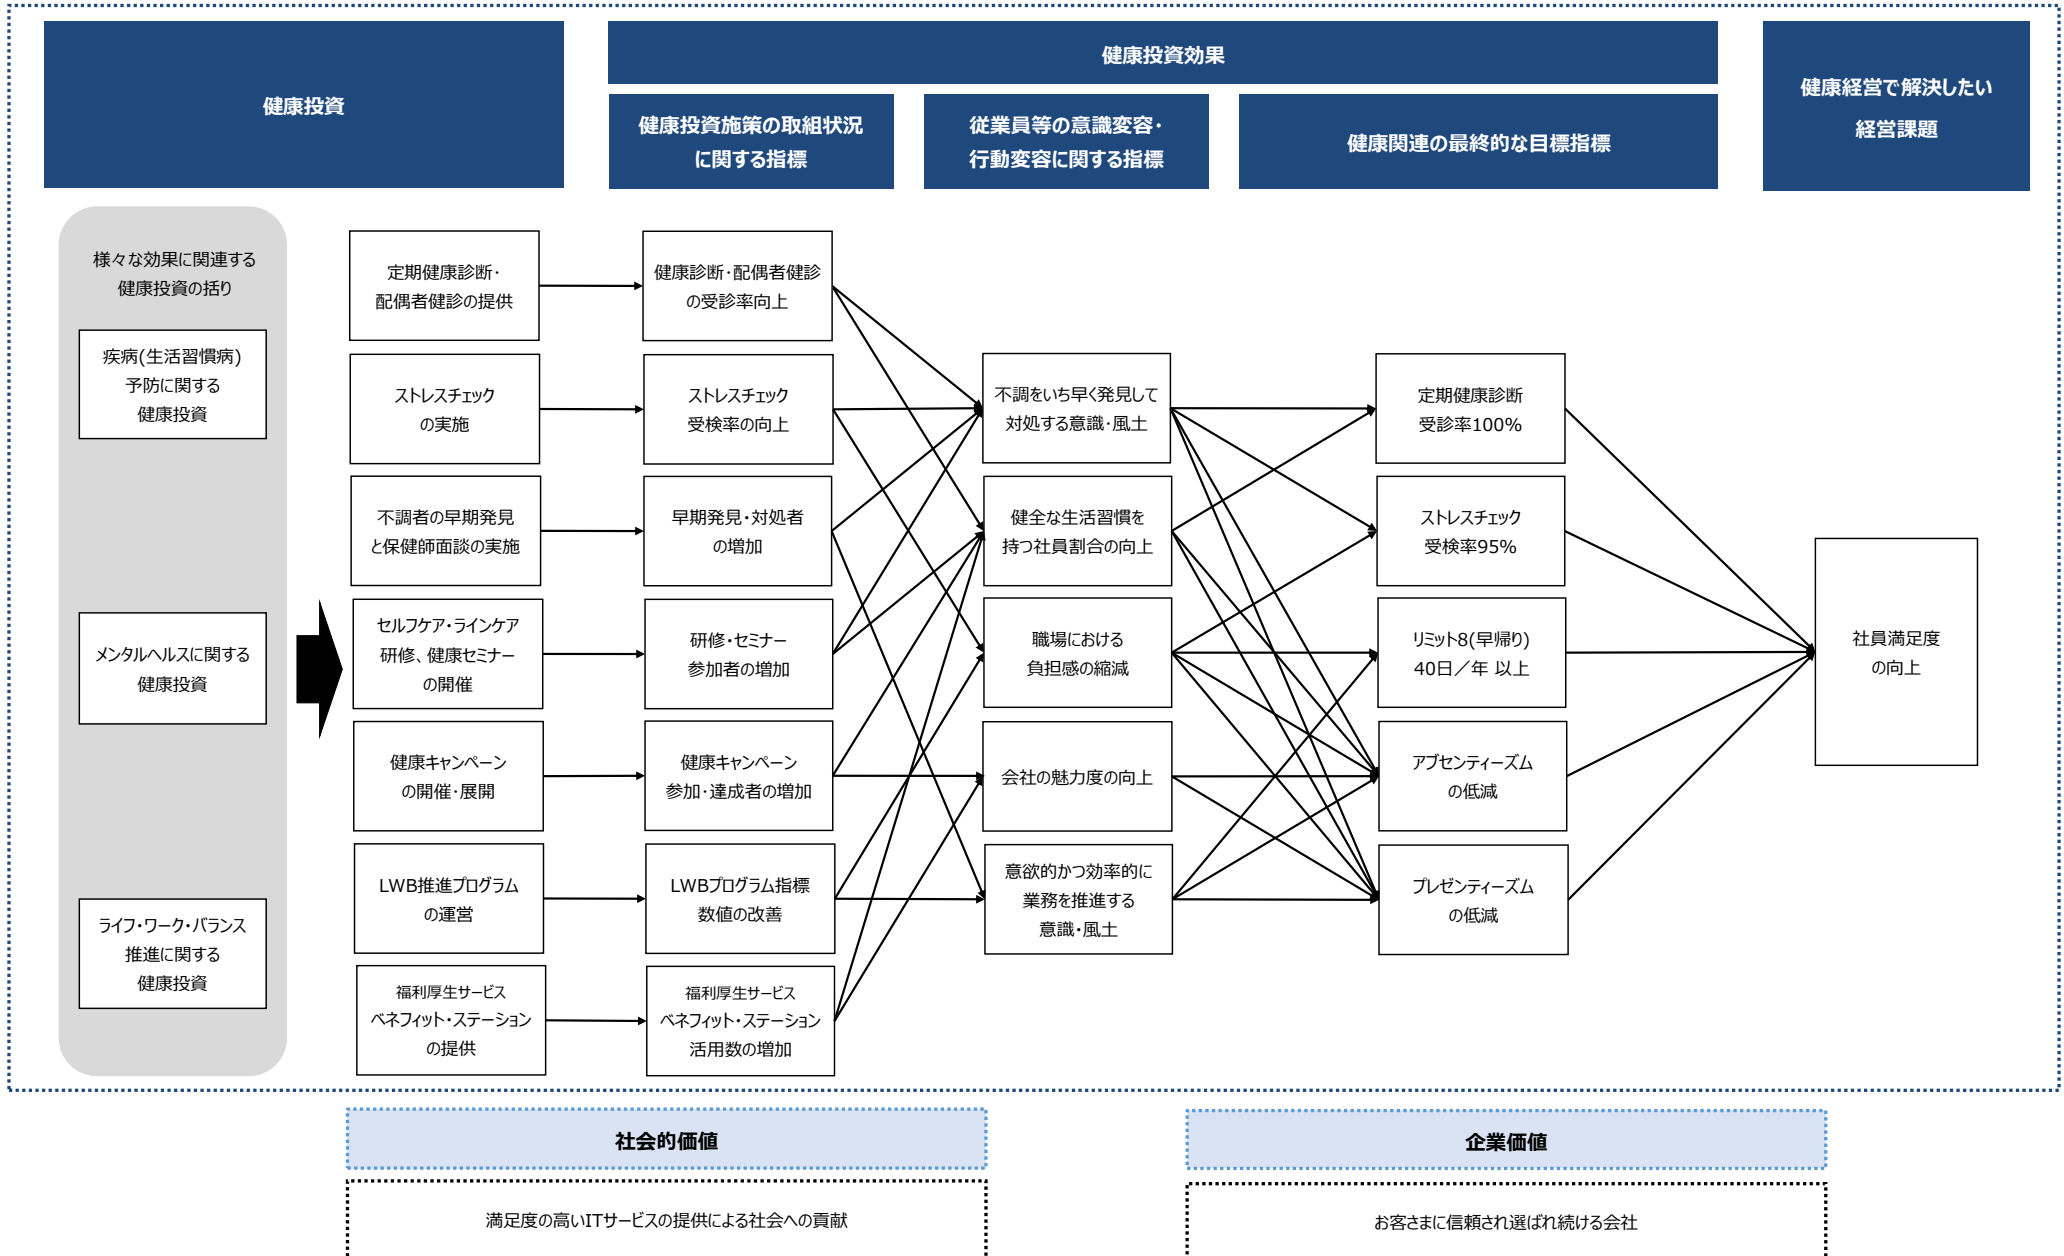 健康投資
健康投資効果
健康投資施策の取組状況
に関する指標
従業員等の意識変容・
行動変容に関する指標
健康関連の最終的な目標指標
健康経営で解決したい
経営課題
様々な効果に関連する
健康投資の括り
疾病(生活習慣病)
予防に関する
健康投資
メンタルヘルスに関する
健康投資
ライフ・ワーク・バランス
推進に関する
健康投資
定期健康診断・
配偶者健診の提供
ストレスチェック
の実施
不調者の早期発見
と保健師面談の実施
セルフケア・ラインケア
研修、健康セミナー
の開催
健康キャンペーン
の開催・展開
LWB推進プログラム
の運営
福利厚生サービス
ベネフィット・ステーション
の提供
健康診断・配偶者健診
の受診率向上
ストレスチェック
受検率の向上
早期発見・対処者
の増加
研修・セミナー
参加者の増加
健康キャンペーン
参加・達成者の増加
LWBプログラム指標
数値の改善
福利厚生サービス
ベネフィット・ステーション
活用数の増加
不調をいち早く発見して
対処する意識・風土
健全な生活習慣を
持つ社員割合の向上
職場における
負担感の縮減
会社の魅力度の向上
意欲的かつ効率的に
業務を推進する
意識・風土
定期健康診断
受診率100%
ストレスチェック
受検率95%
リミット8(早帰り)
40日／年 以上
アブセンティーズム
の低減
プレゼンティーズム
の低減
社員満足度
の向上
社会的価値
満足度の高いITサービスの提供による社会への貢献
企業価値
お客さまに信頼され選ばれ続ける会社